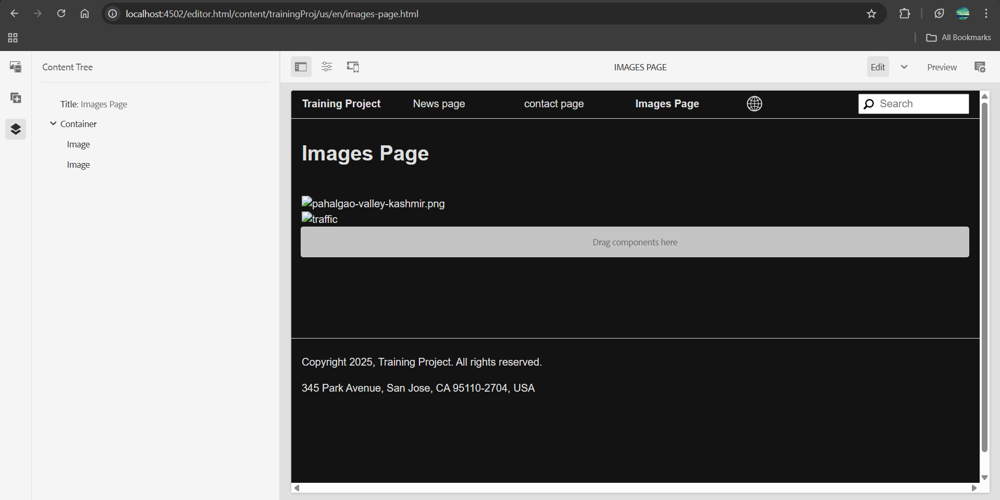 localhost:4502/editor.html/content/trainingProj/us/en/images-page.html
All Bookmarks
Content Tree
IMAGES PAGE
Edit
Preview
Title: Images Page
Container
Image
Image
Training Project
News page
contact page
Images Page
Search
Images Page
pahalgao-valley-kashmir.png
traffic
Drag components here
Copyright 2025, Training Project. All rights reserved.
345 Park Avenue, San Jose, CA 95110-2704, USA